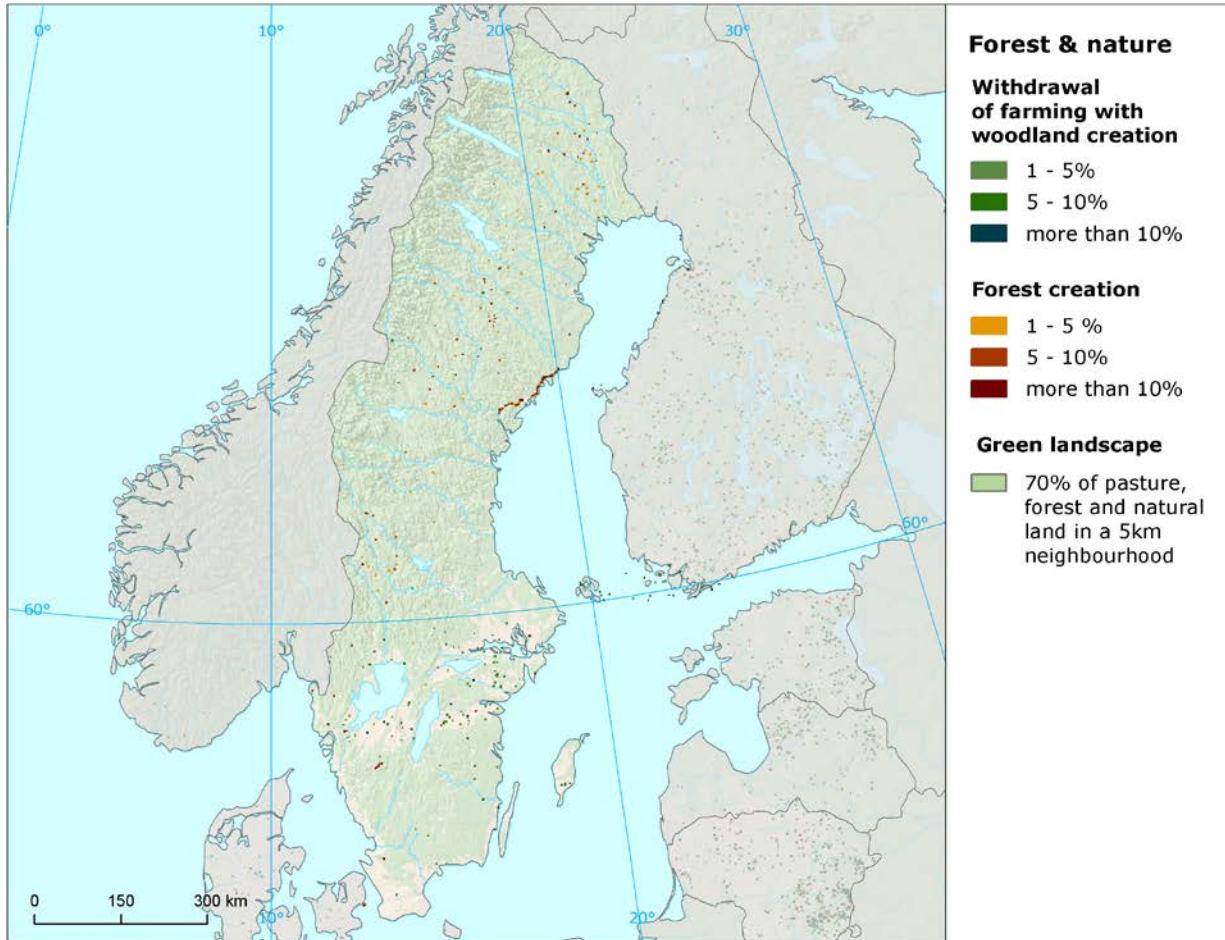 0°
10°
20°
30°
60°
60°
10°
20°
0 150 300 km
Forest & nature
Withdrawal
of farming with
woodland creation
1 - 5%
5 - 10%
more than 10%
Forest creation
1 - 5 %
5 - 10%
more than 10%
Green landscape
70% of pasture,
forest and natural
land in a 5km
neighbourhood